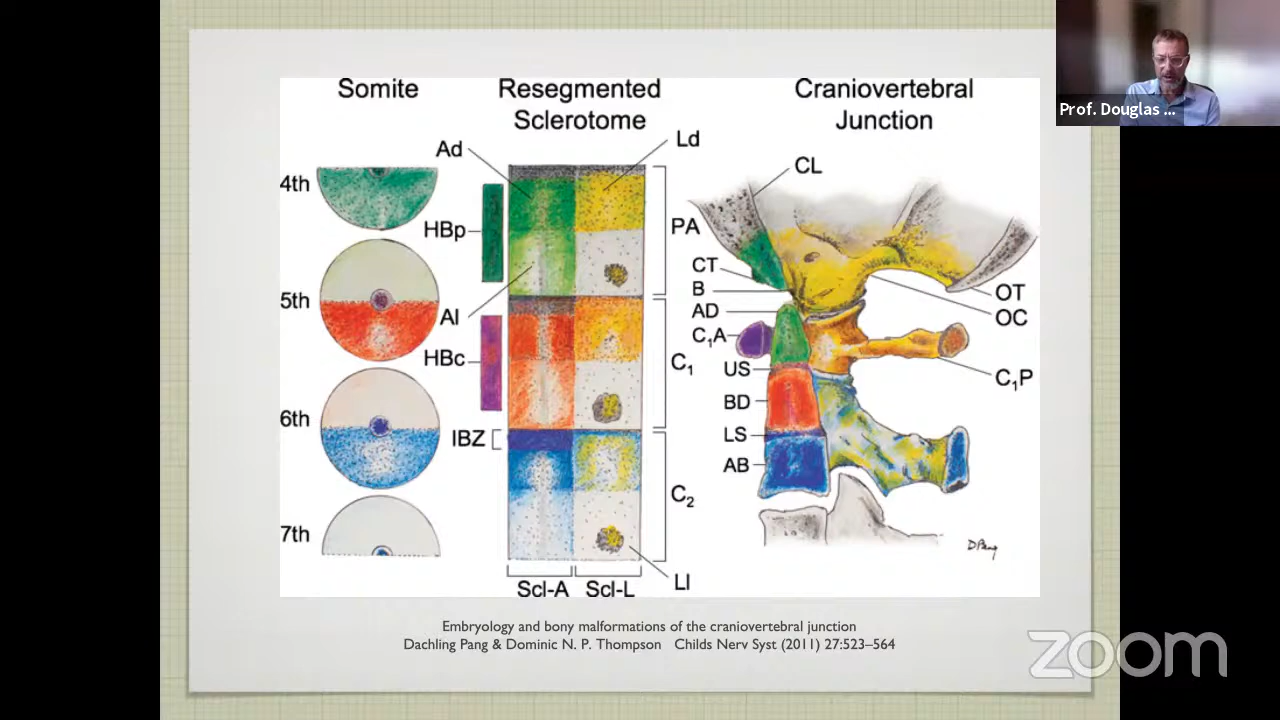 Somite
Resegmented
Sclerotome
Craniovertebral
Junction
Prof. Douglas ...
4th
5th
6th
7th
Ad
Ld
HBp
PA
AI
HBc
C1
IBZ
C2
Scl-A
Scl-L
LI
CL
CT
B
AD
C1A
US
BD
LS
AB
OT
OC
C1P
D Pang
Embryology and bony malformations of the craniovertebral junction
Dachling Pang & Dominic N. P. Thompson Childs Nerv Syst (2011) 27:523–564
zoom